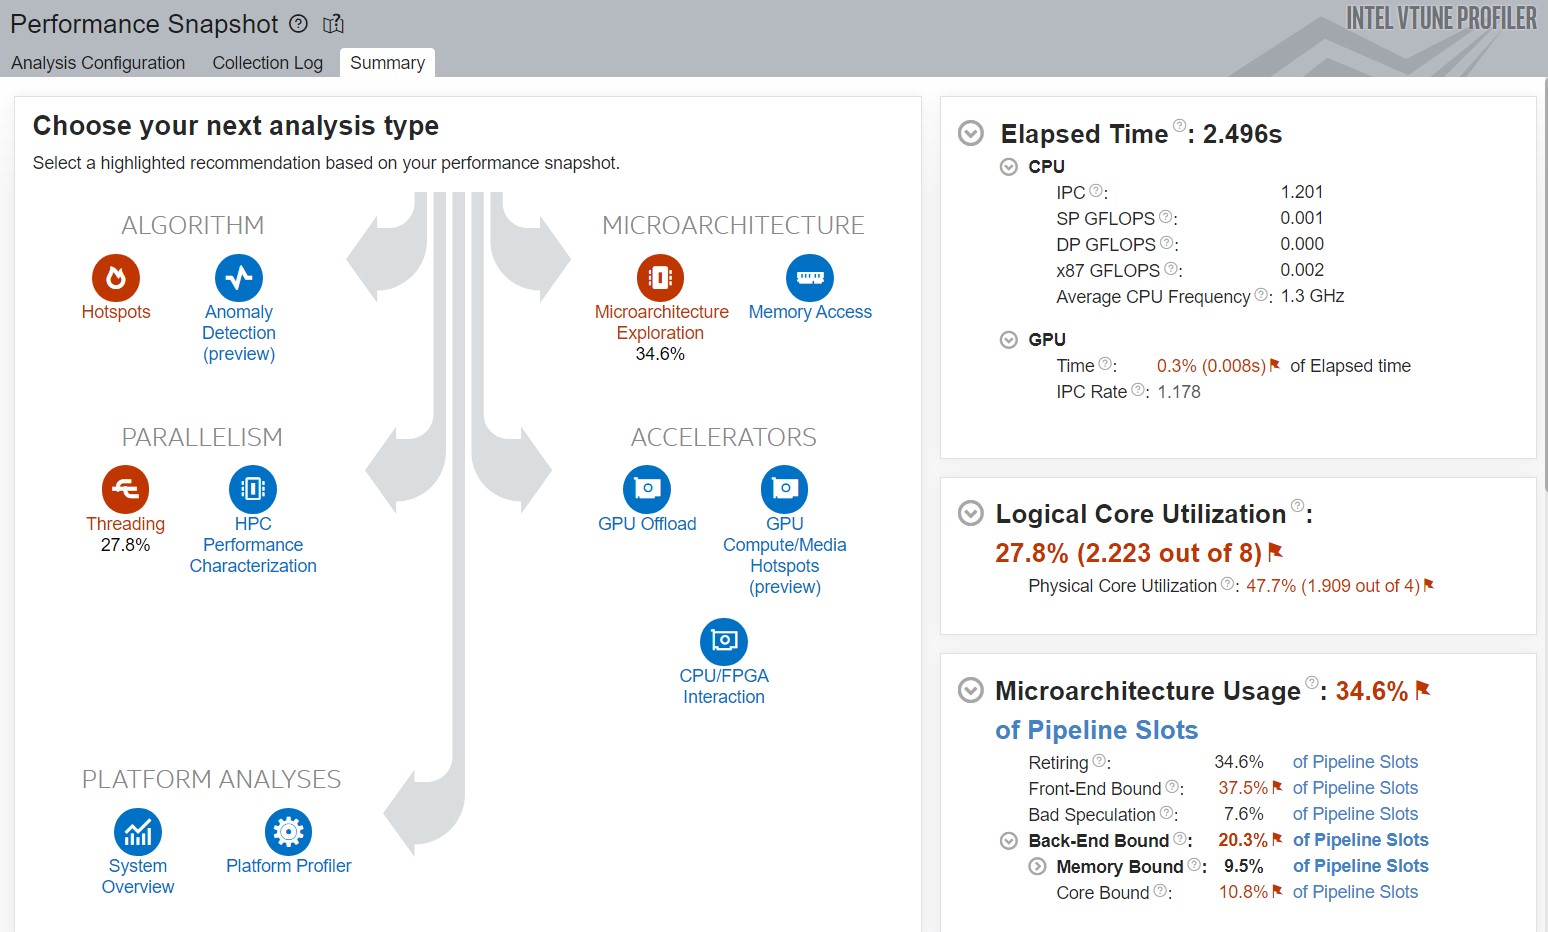 Performance Snapshot
INTEL VTUNE PROFILER
Analysis Configuration Collection Log Summary
Choose your next analysis type
Select a highlighted recommendation based on your performance snapshot.
ALGORITHM
Hotspots
Anomaly
Detection
(preview)
MICROARCHITECTURE
Microarchitecture
Exploration
34.6%
Memory Access
PARALLELISM
Threading
27.8%
HPC
Performance
Characterization
ACCELERATORS
GPU Offload
GPU
Compute/Media
Hotspots
(preview)
CPU/FPGA
Interaction
PLATFORM ANALYSES
System
Overview
Platform Profiler
Elapsed Time ?: 2.496s
CPU
IPC ?: 1.201
SP GFLOPS ?: 0.001
DP GFLOPS ?: 0.000
x87 GFLOPS ?: 0.002
Average CPU Frequency ?: 1.3 GHz
GPU
Time ?: 0.3% (0.008s) of Elapsed time
IPC Rate ?: 1.178
Logical Core Utilization ?:
27.8% (2.223 out of 8)
Physical Core Utilization ?: 47.7% (1.909 out of 4)
Microarchitecture Usage ?: 34.6%
of Pipeline Slots
Retiring ?: 34.6% of Pipeline Slots
Front-End Bound ?: 37.5% of Pipeline Slots
Bad Speculation ?: 7.6% of Pipeline Slots
Back-End Bound ?: 20.3% of Pipeline Slots
Memory Bound ?: 9.5% of Pipeline Slots
Core Bound ?: 10.8% of Pipeline Slots